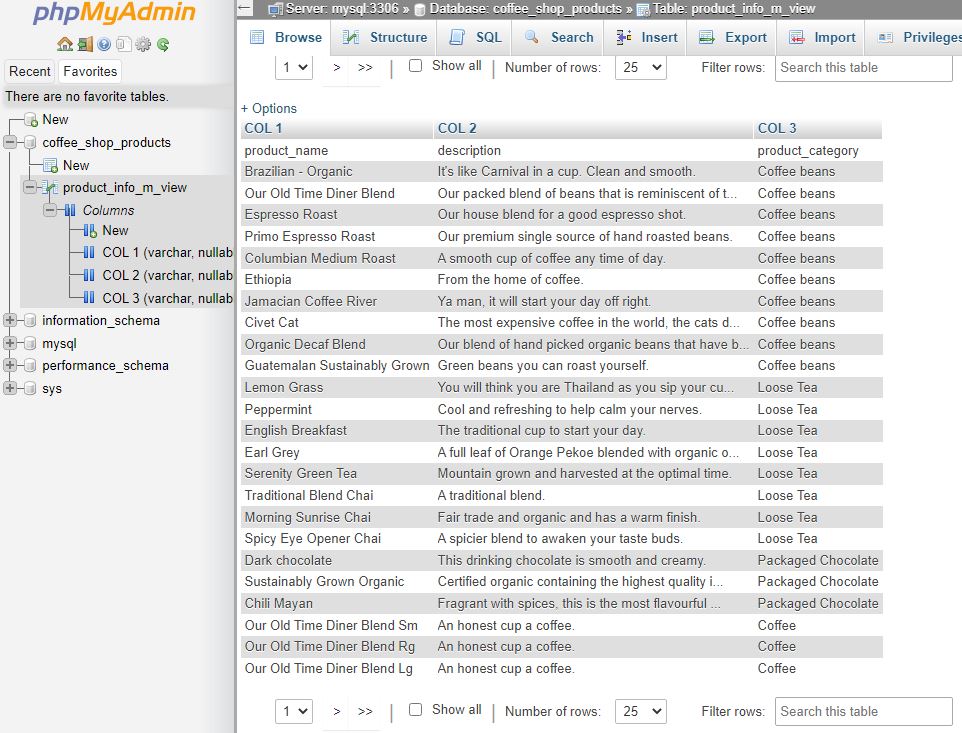 phpMyAdmin
Recent Favorites
There are no favorite tables.
New
coffee_shop_products
New
product_info_m_view
Columns
New
COL 1 (varchar, nullab
COL 2 (varchar, nullab
COL 3 (varchar, nullab
information_schema
mysql
performance_schema
sys
Server: mysql:3306 » Database: coffee_shop_products » Table: product_info_m_view
Browse Structure SQL Search Insert Export Import Privileges
1 > >> | Show all | Number of rows: 25 Filter rows: Search this table
+ Options
COL 1 COL 2 COL 3
product_name description product_category
Brazilian - Organic It's like Carnival in a cup. Clean and smooth. Coffee beans
Our Old Time Diner Blend Our packed blend of beans that is reminiscent of t... Coffee beans
Espresso Roast Our house blend for a good espresso shot. Coffee beans
Primo Espresso Roast Our premium single source of hand roasted beans. Coffee beans
Columbian Medium Roast A smooth cup of coffee any time of day. Coffee beans
Ethiopia From the home of coffee. Coffee beans
Jamacian Coffee River Ya man, it will start your day off right. Coffee beans
Civet Cat The most expensive coffee in the world, the cats d... Coffee beans
Organic Decaf Blend Our blend of hand picked organic beans that have b... Coffee beans
Guatemalan Sustainably Grown Green beans you can roast yourself. Coffee beans
Lemon Grass You will think you are Thailand as you sip your cu... Loose Tea
Peppermint Cool and refreshing to help calm your nerves. Loose Tea
English Breakfast The traditional cup to start your day. Loose Tea
Earl Grey A full leaf of Orange Pekoe blended with organic o... Loose Tea
Serenity Green Tea Mountain grown and harvested at the optimal time. Loose Tea
Traditional Blend Chai A traditional blend. Loose Tea
Morning Sunrise Chai Fair trade and organic and has a warm finish. Loose Tea
Spicy Eye Opener Chai A spicier blend to awaken your taste buds. Loose Tea
Dark chocolate This drinking chocolate is smooth and creamy. Packaged Chocolate
Sustainably Grown Organic Certified organic containing the highest quality i... Packaged Chocolate
Chili Mayan Fragrant with spices, this is the most flavourful ... Packaged Chocolate
Our Old Time Diner Blend Sm An honest cup a coffee. Coffee
Our Old Time Diner Blend Rg An honest cup a coffee. Coffee
Our Old Time Diner Blend Lg An honest cup a coffee. Coffee
1 > >> | Show all | Number of rows: 25 Filter rows: Search this table